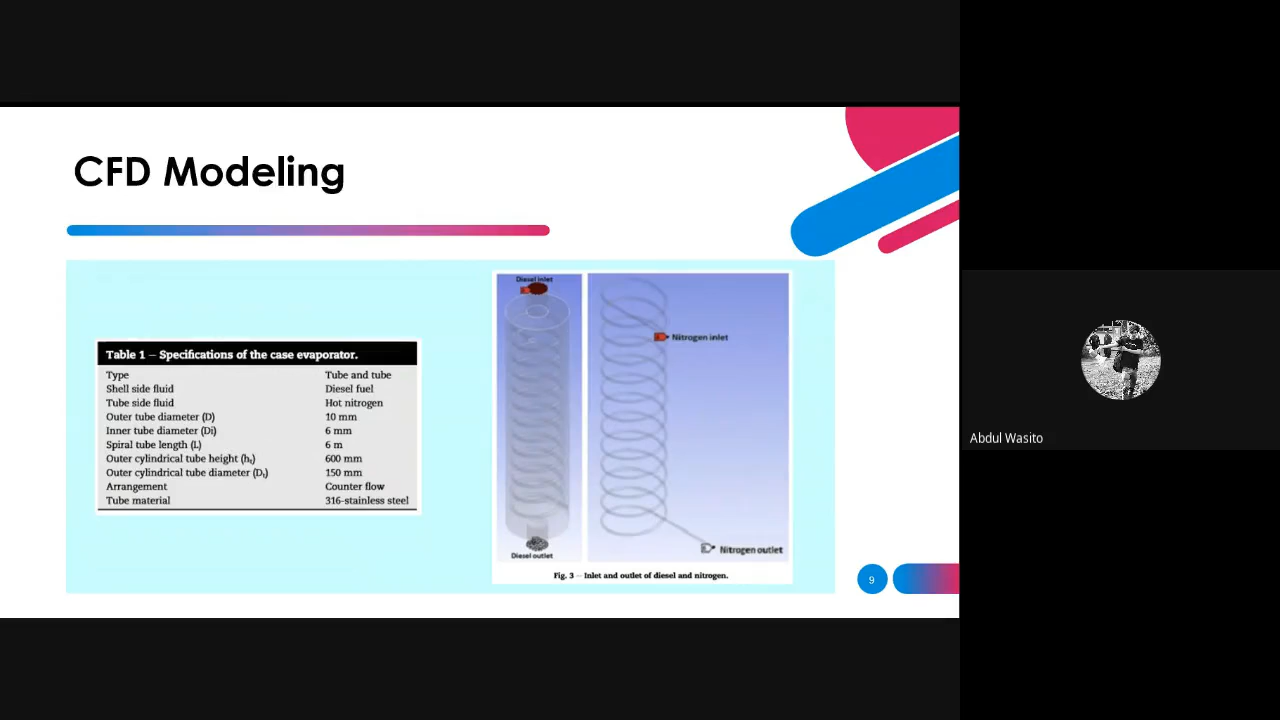 CFD Modeling
Table 1 – Specifications of the case evaporator.
Type Tube and tube
Shell side fluid Diesel fuel
Tube side fluid Hot nitrogen
Outer tube diameter (D) 10 mm
Inner tube diameter (Di) 6 mm
Spiral tube length (L) 6 m
Outer cylindrical tube height (hₜ) 600 mm
Outer cylindrical tube diameter (Dₜ) 150 mm
Arrangement Counter flow
Tube material 316-stainless steel
Diesel inlet
Nitrogen inlet
Nitrogen outlet
Diesel outlet
Fig. 3 – Inlet and outlet of diesel and nitrogen.
9
Abdul Wasito